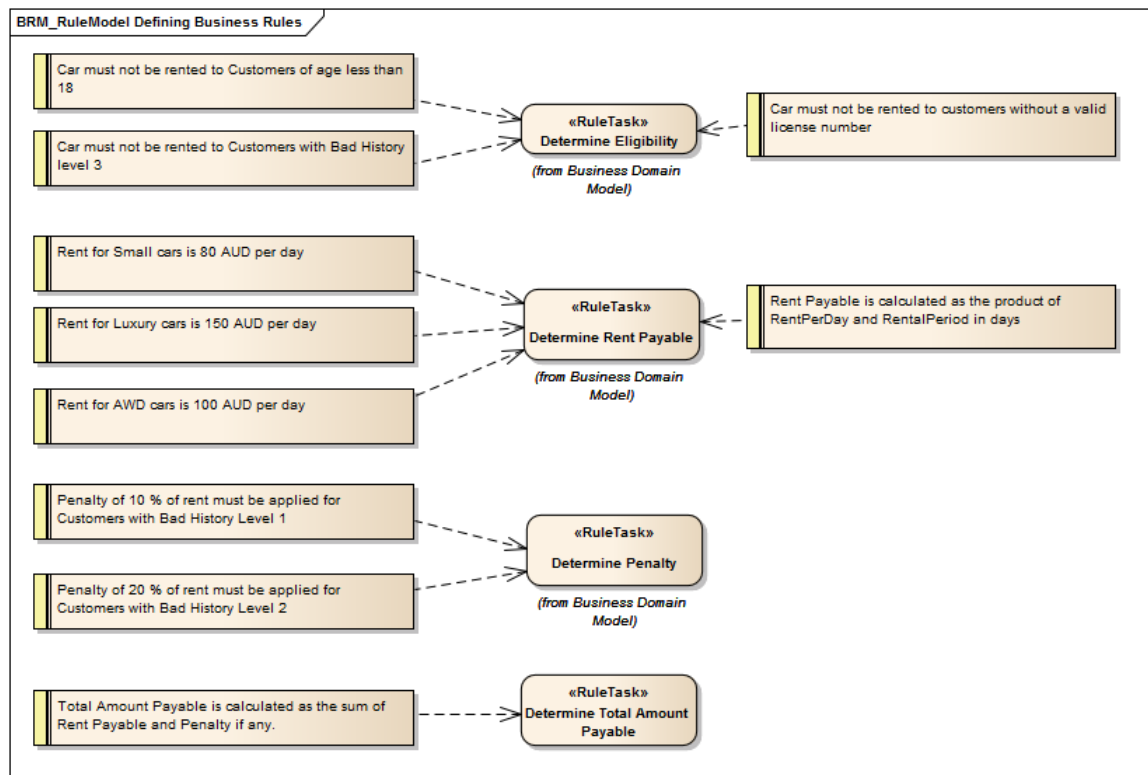 BRM_RuleModel Defining Business Rules
Car must not be rented to Customers of age less than
18
Car must not be rented to Customers with Bad History
level 3
«RuleTask»
Determine Eligibility
(from Business Domain
Model)
Car must not be rented to customers without a valid
license number
Rent for Small cars is 80 AUD per day
Rent for Luxury cars is 150 AUD per day
Rent for AWD cars is 100 AUD per day
«RuleTask»
Determine Rent Payable
(from Business Domain
Model)
Rent Payable is calculated as the product of
RentPerDay and RentalPeriod in days
Penalty of 10 % of rent must be applied for
Customers with Bad History Level 1
Penalty of 20 % of rent must be applied for
Customers with Bad History Level 2
«RuleTask»
Determine Penalty
(from Business Domain
Model)
Total Amount Payable is calculated as the sum of
Rent Payable and Penalty if any.
«RuleTask»
Determine Total Amount
Payable